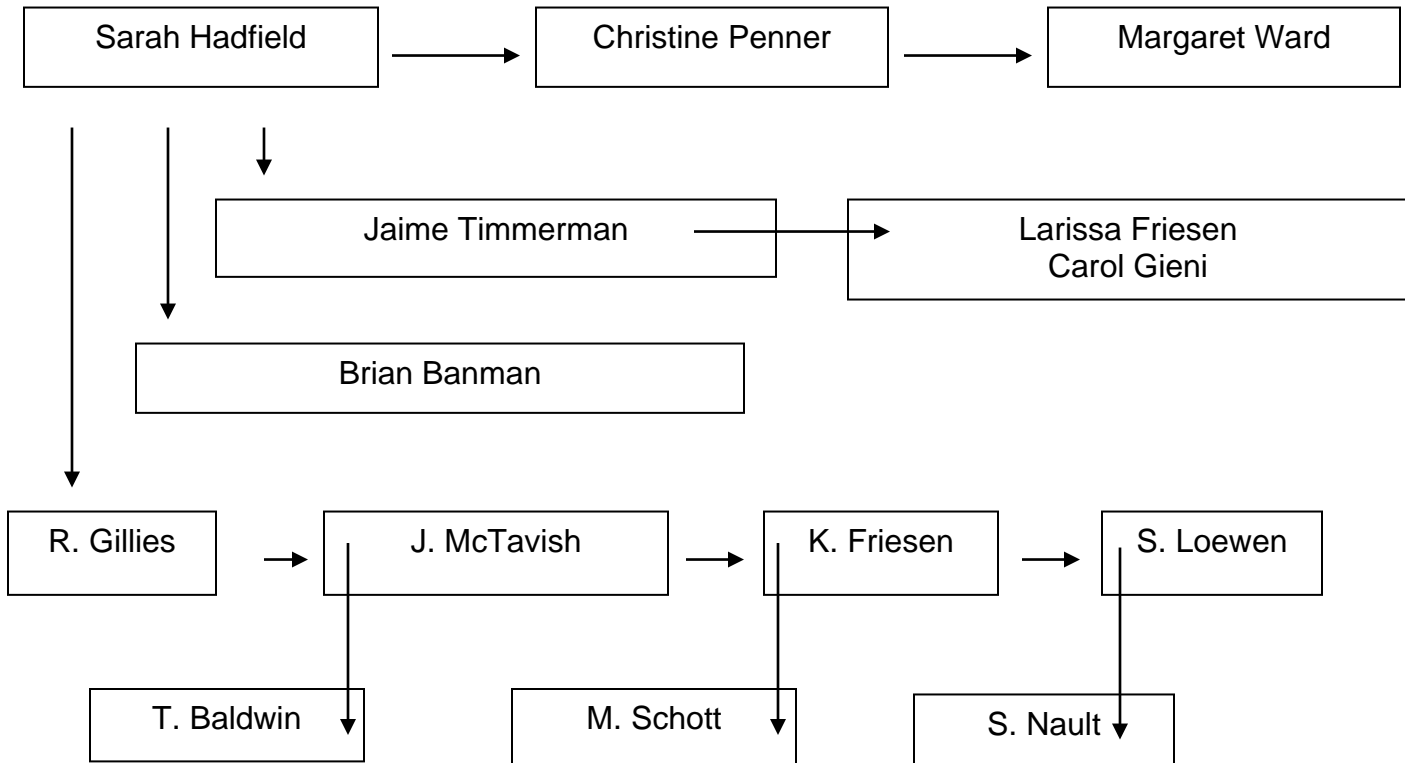 Sarah Hadfield
Christine Penner
Margaret Ward
Jaime Timmerman
Larissa Friesen
Carol Gieni
Brian Banman
R. Gillies
J. McTavish
K. Friesen
S. Loewen
T. Baldwin
M. Schott
S. Nault